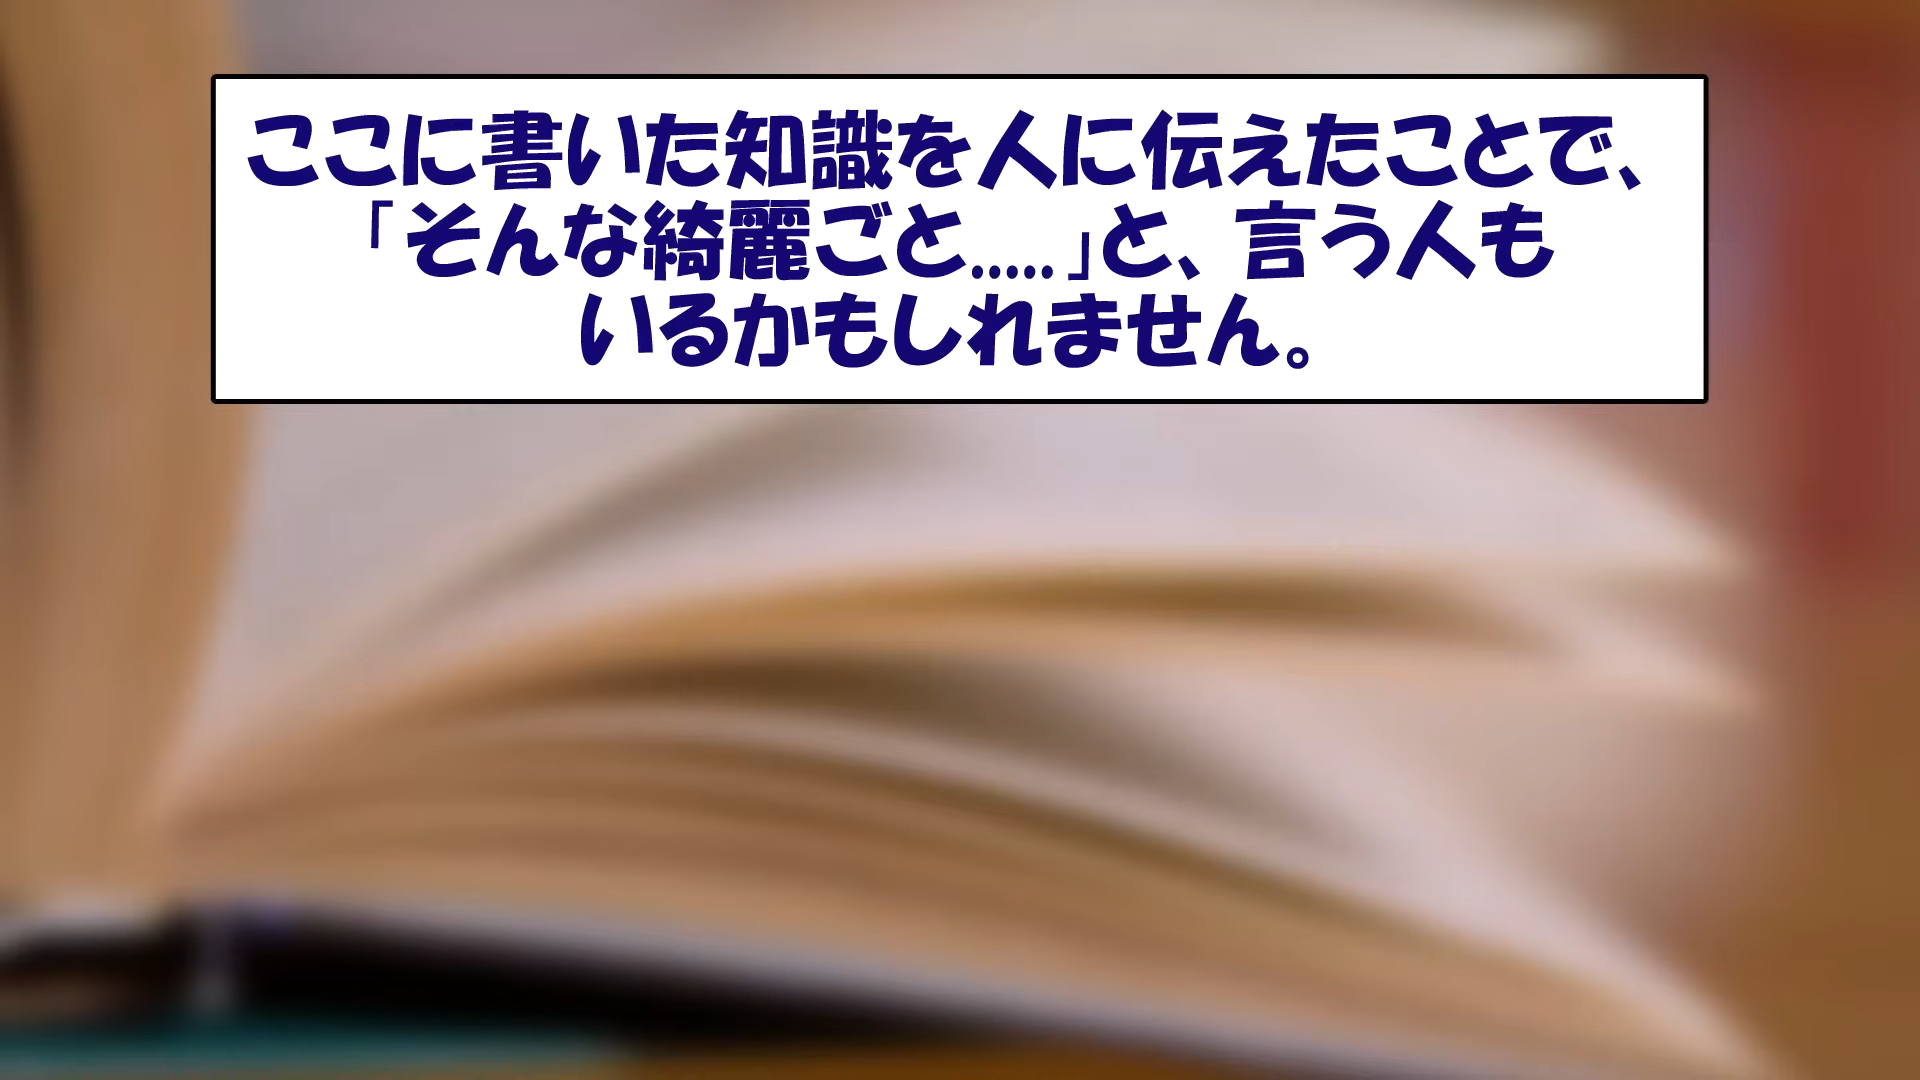 ここに書いた知識を人に伝えたことで、
「そんな綺麗ごと.....」と、言う人も
いるかもしれません。